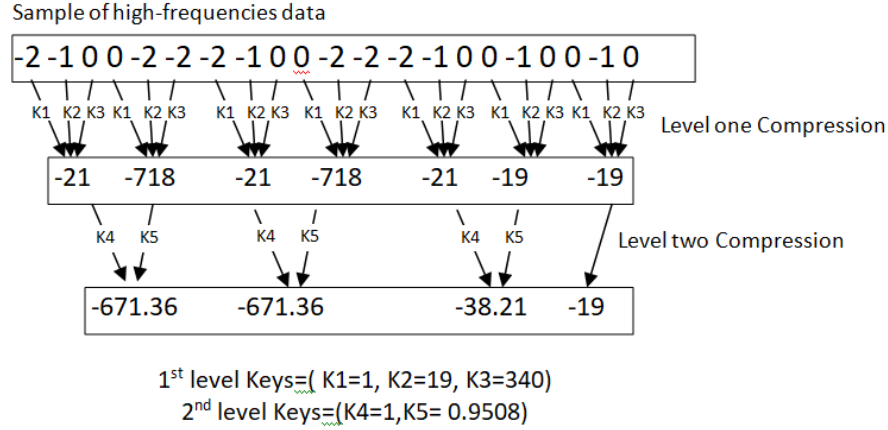 Sample of high-frequencies data
-2 -1 0 0 -2 -2 -2 -1 0 0 -2 -2 -2 -1 0 0 -1 0 0 -1 0
K1 K2 K3 K1 K2 K3 K1 K2 K3 K1 K2 K3 K1 K2 K3 K1 K2 K3 K1 K2 K3
Level one Compression
-21 -718 -21 -718 -21 -19 -19
K4 K5 K4 K5 K4 K5 Level two Compression
-671.36 -671.36 -38.21 -19
1st level Keys=( K1=1, K2=19, K3=340)
2nd level Keys=(K4=1,K5= 0.9508)